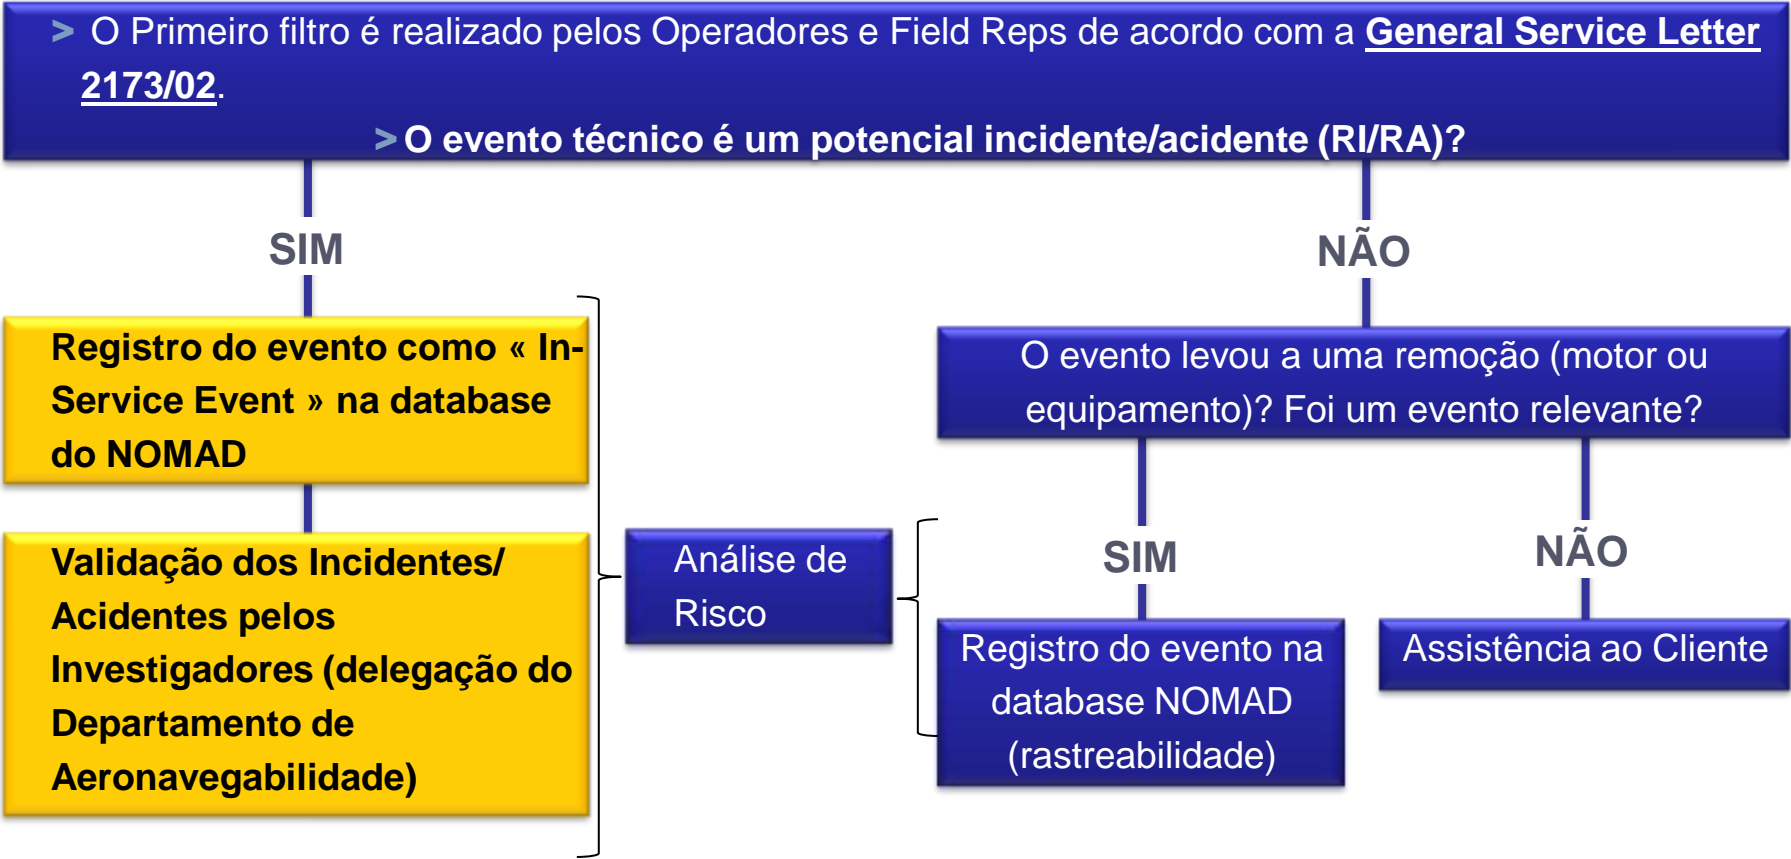 > O Primeiro filtro é realizado pelos Operadores e Field Reps de acordo com a General Service Letter
2173/02.
> O evento técnico é um potencial incidente/acidente (RI/RA)?
SIM
NÃO
Registro do evento como « In-
Service Event » na database
do NOMAD
O evento levou a uma remoção (motor ou
equipamento)? Foi um evento relevante?
Validação dos Incidentes/
Acidentes pelos
Investigadores (delegação do
Departamento de
Aeronavegabilidade)
Análise de
Risco
SIM
NÃO
Registro do evento na
database NOMAD
(rastreabilidade)
Assistência ao Cliente